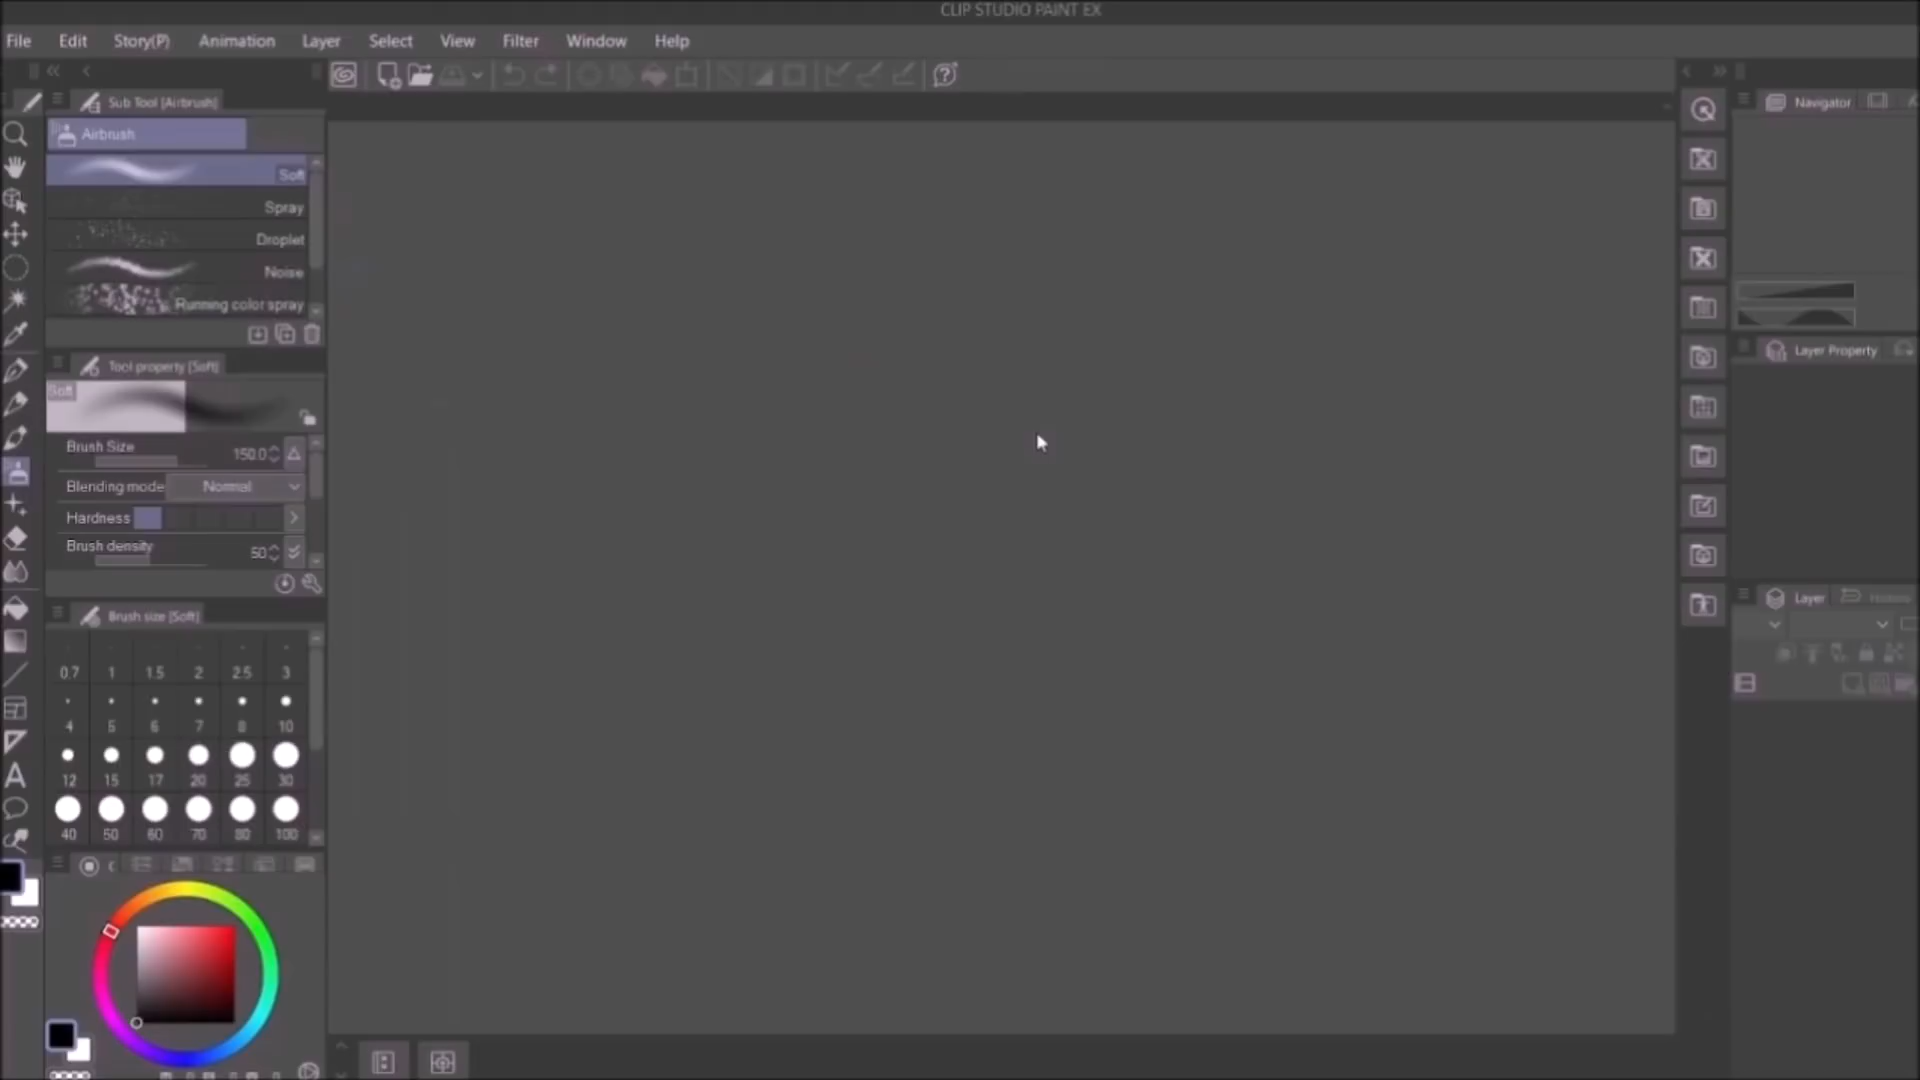 CLIP STUDIO PAINT EX
File Edit Story(P) Animation Layer Select View Filter Window Help
Sub Tool [Airbrush]
Airbrush
Soft
Spray
Droplet
Noise
Running color spray
Tool property [Soft]
Soft
Brush Size 150.0
Blending mode Normal
Hardness
Brush density 50
Brush size [Soft]
0.7 1 1.5 2 2.5 3
4 5 6 7 8 10
12 15 17 20 25 30
40 50 60 70 80 100
Navigator
Layer Property
Layer